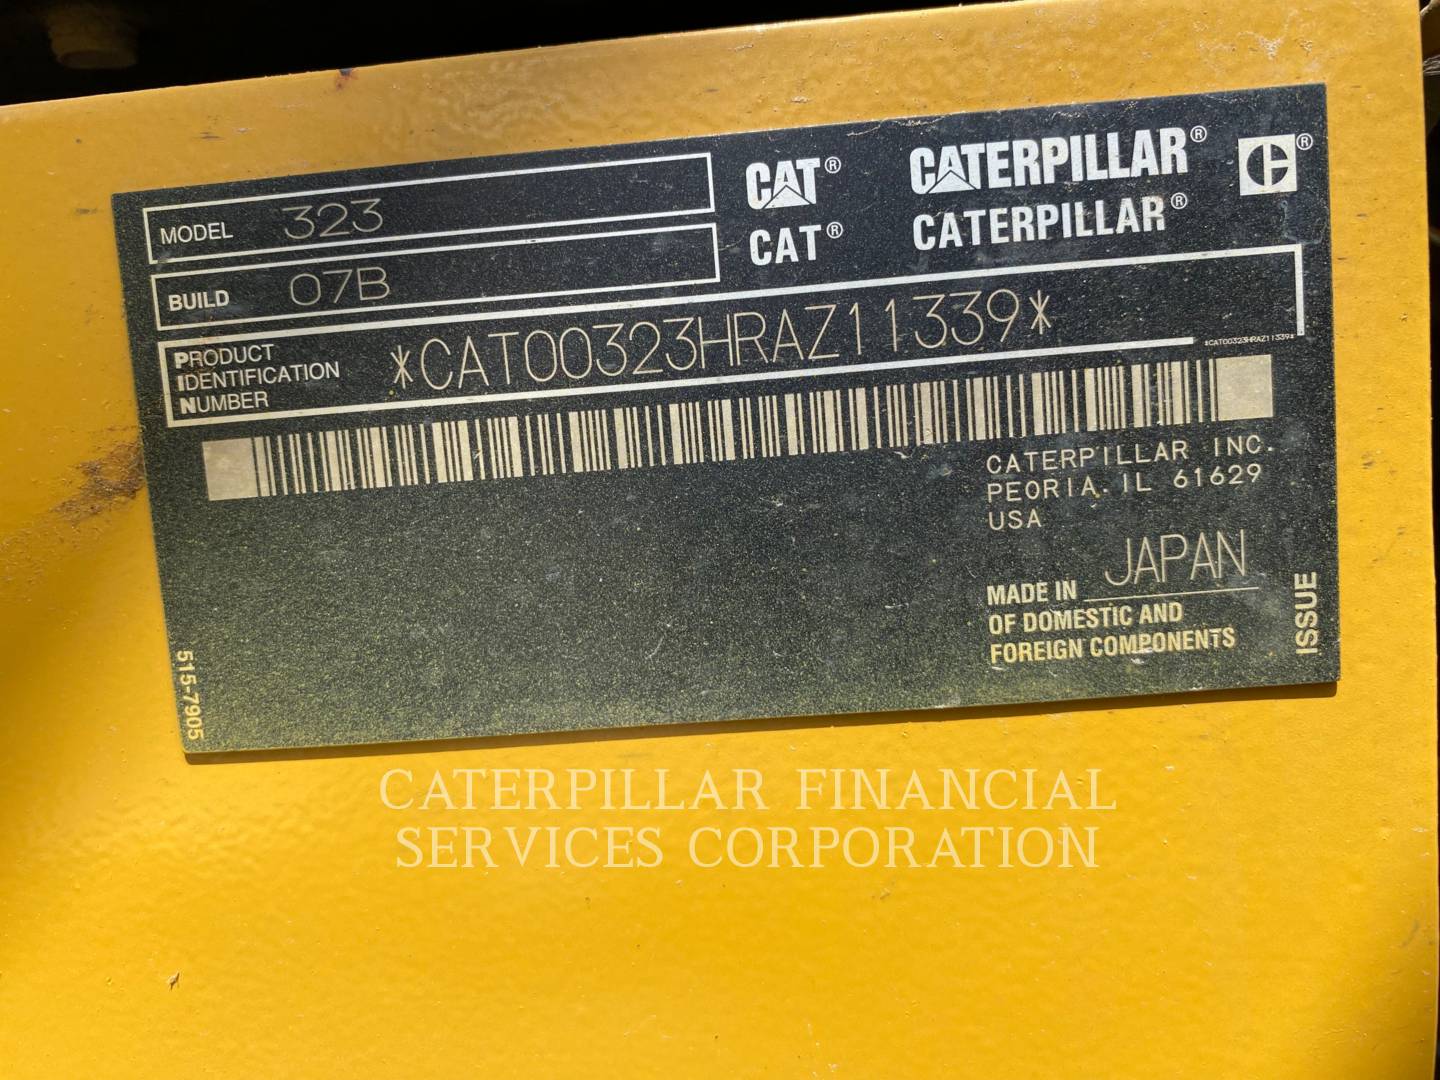 MODEL 323
BUILD 07B
CAT® CATERPILLAR® C®
CAT® CATERPILLAR®
PRODUCT
IDENTIFICATION
NUMBER
*CAT00323HRAZ11339*
*CAT00323HRAZ11339*
CATERPILLAR INC.
PEORIA. IL 61629
USA
MADE IN JAPAN
OF DOMESTIC AND
FOREIGN COMPONENTS
ISSUE
515-7905
CATERPILLAR FINANCIAL
SERVICES CORPORATION